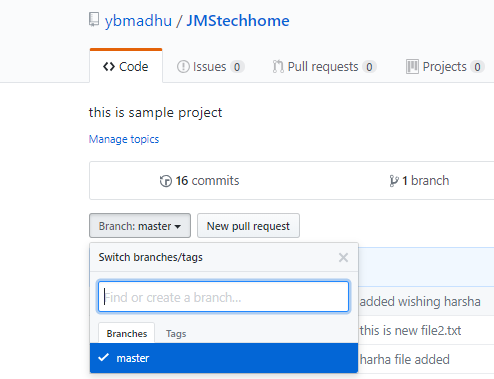 ybmadhu / JMStechhome
Code Issues 0 Pull requests 0 Projects 0
this is sample project
Manage topics
16 commits 1 branch
Branch: master New pull request
Switch branches/tags
Find or create a branch...
added wishing harsha
Branches Tags
this is new file2.txt
master
harha file added